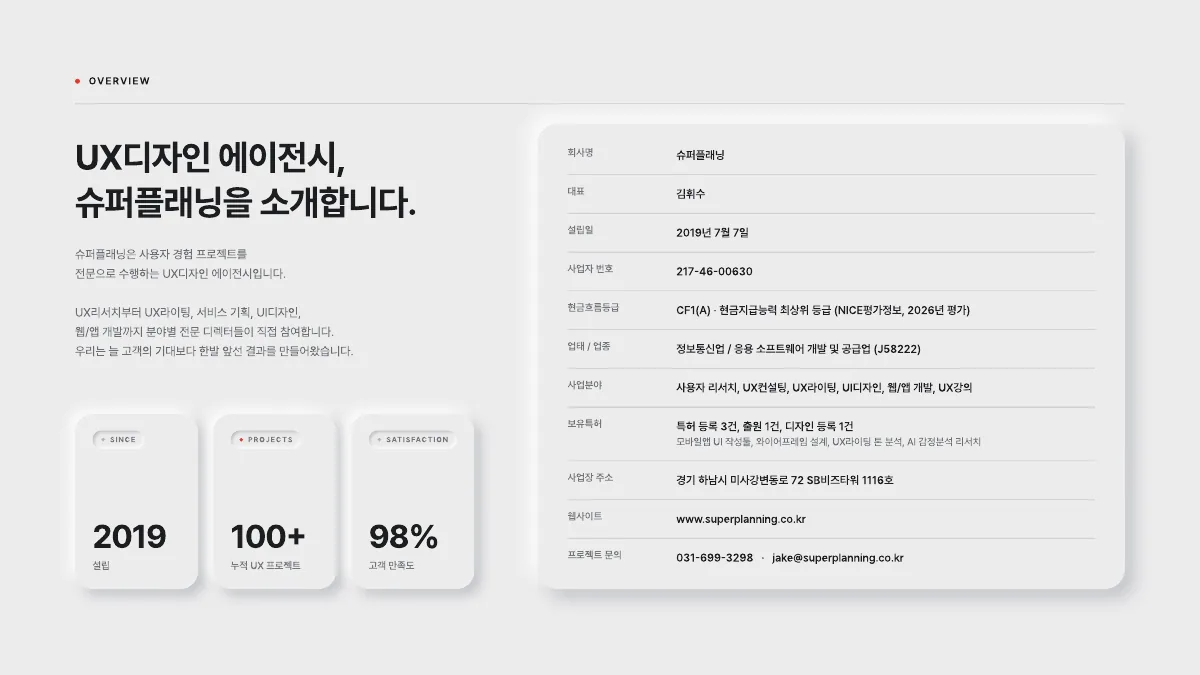 OVERVIEW
UX디자인 에이전시,
슈퍼플래닝을 소개합니다.
슈퍼플래닝은 사용자 경험 프로젝트를
전문으로 수행하는 UX디자인 에이전시입니다.
UX리서치부터 UX라이팅, 서비스 기획, UI디자인,
웹/앱 개발까지 분야별 전문 디렉터들이 직접 참여합니다.
우리는 늘 고객의 기대보다 한발 앞선 결과를 만들어왔습니다.
SINCE
2019
설립
PROJECTS
100+
누적 UX 프로젝트
SATISFACTION
98%
고객 만족도
회사명 슈퍼플래닝
대표 김휘수
설립일 2019년 7월 7일
사업자 번호 217-46-00630
현금흐름등급 CF1(A) · 현금지급능력 최상위 등급 (NICE평가정보, 2026년 평가)
업태 / 업종 정보통신업 / 응용 소프트웨어 개발 및 공급업 (J58222)
사업분야 사용자 리서치, UX컨설팅, UX라이팅, UI디자인, 웹/앱 개발, UX강의
보유특허 특허 등록 3건, 출원 1건, 디자인 등록 1건
모바일앱 UI 작성툴, 와이어프레임 설계, UX라이팅 톤 분석, AI 감정분석 리서치
사업장 주소 경기 하남시 미사강변동로 72 SB비즈타워 1116호
웹사이트 www.superplanning.co.kr
프로젝트 문의 031-699-3298 · jake@superplanning.co.kr